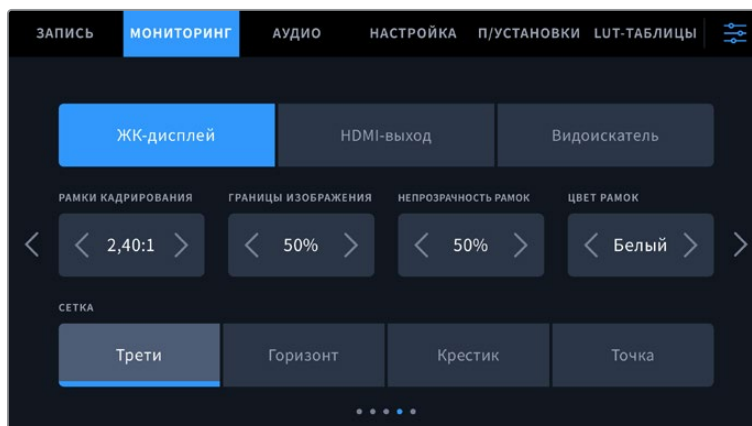 ЗАПИСЬ МОНИТОРИНГ АУДИО НАСТРОЙКА П/УСТАНОВКИ LUT-ТАБЛИЦЫ
ЖК-дисплей HDMI-выход Видоискатель
РАМКИ КАДРИРОВАНИЯ ГРАНИЦЫ ИЗОБРАЖЕНИЯ НЕПРОЗРАЧНОСТЬ РАМОК ЦВЕТ РАМОК
2,40:1 50% 50% Белый
СЕТКА
Трети Горизонт Крестик Точка